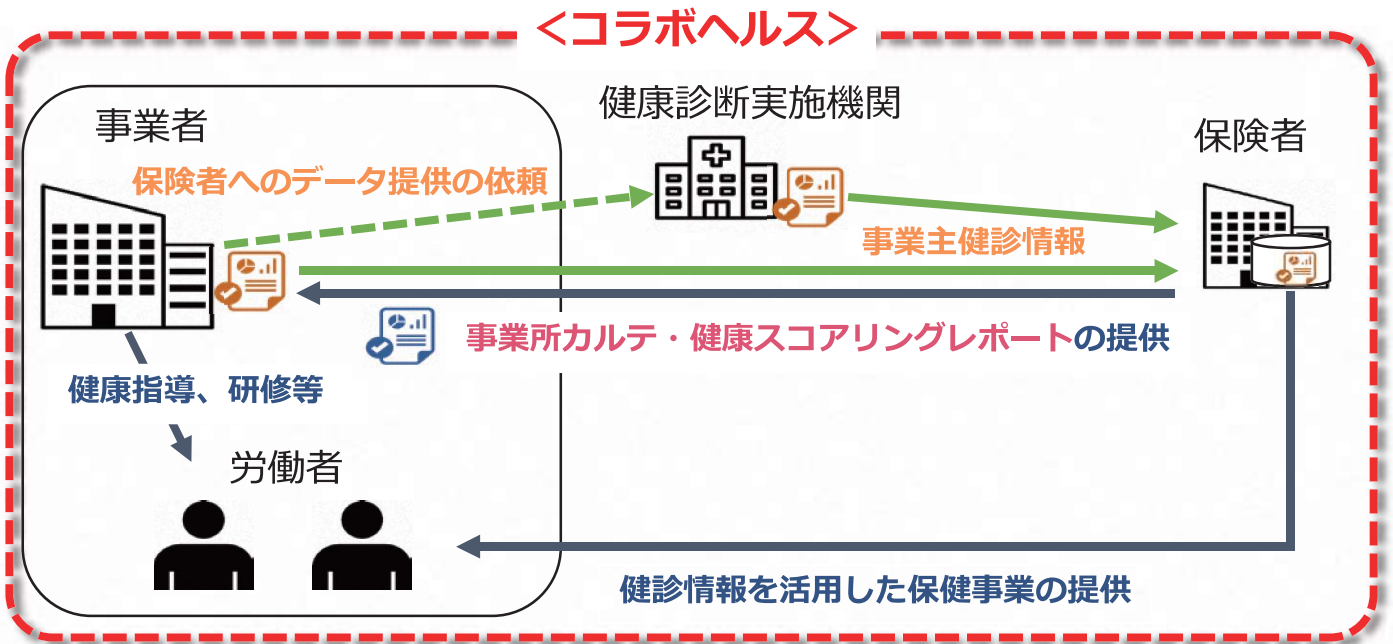 ＜コラボヘルス＞
事業者
健康診断実施機関
保険者
保険者へのデータ提供の依頼
事業主健診情報
事業所カルテ・健康スコアリングレポートの提供
健康指導、研修等
労働者
健診情報を活用した保健事業の提供